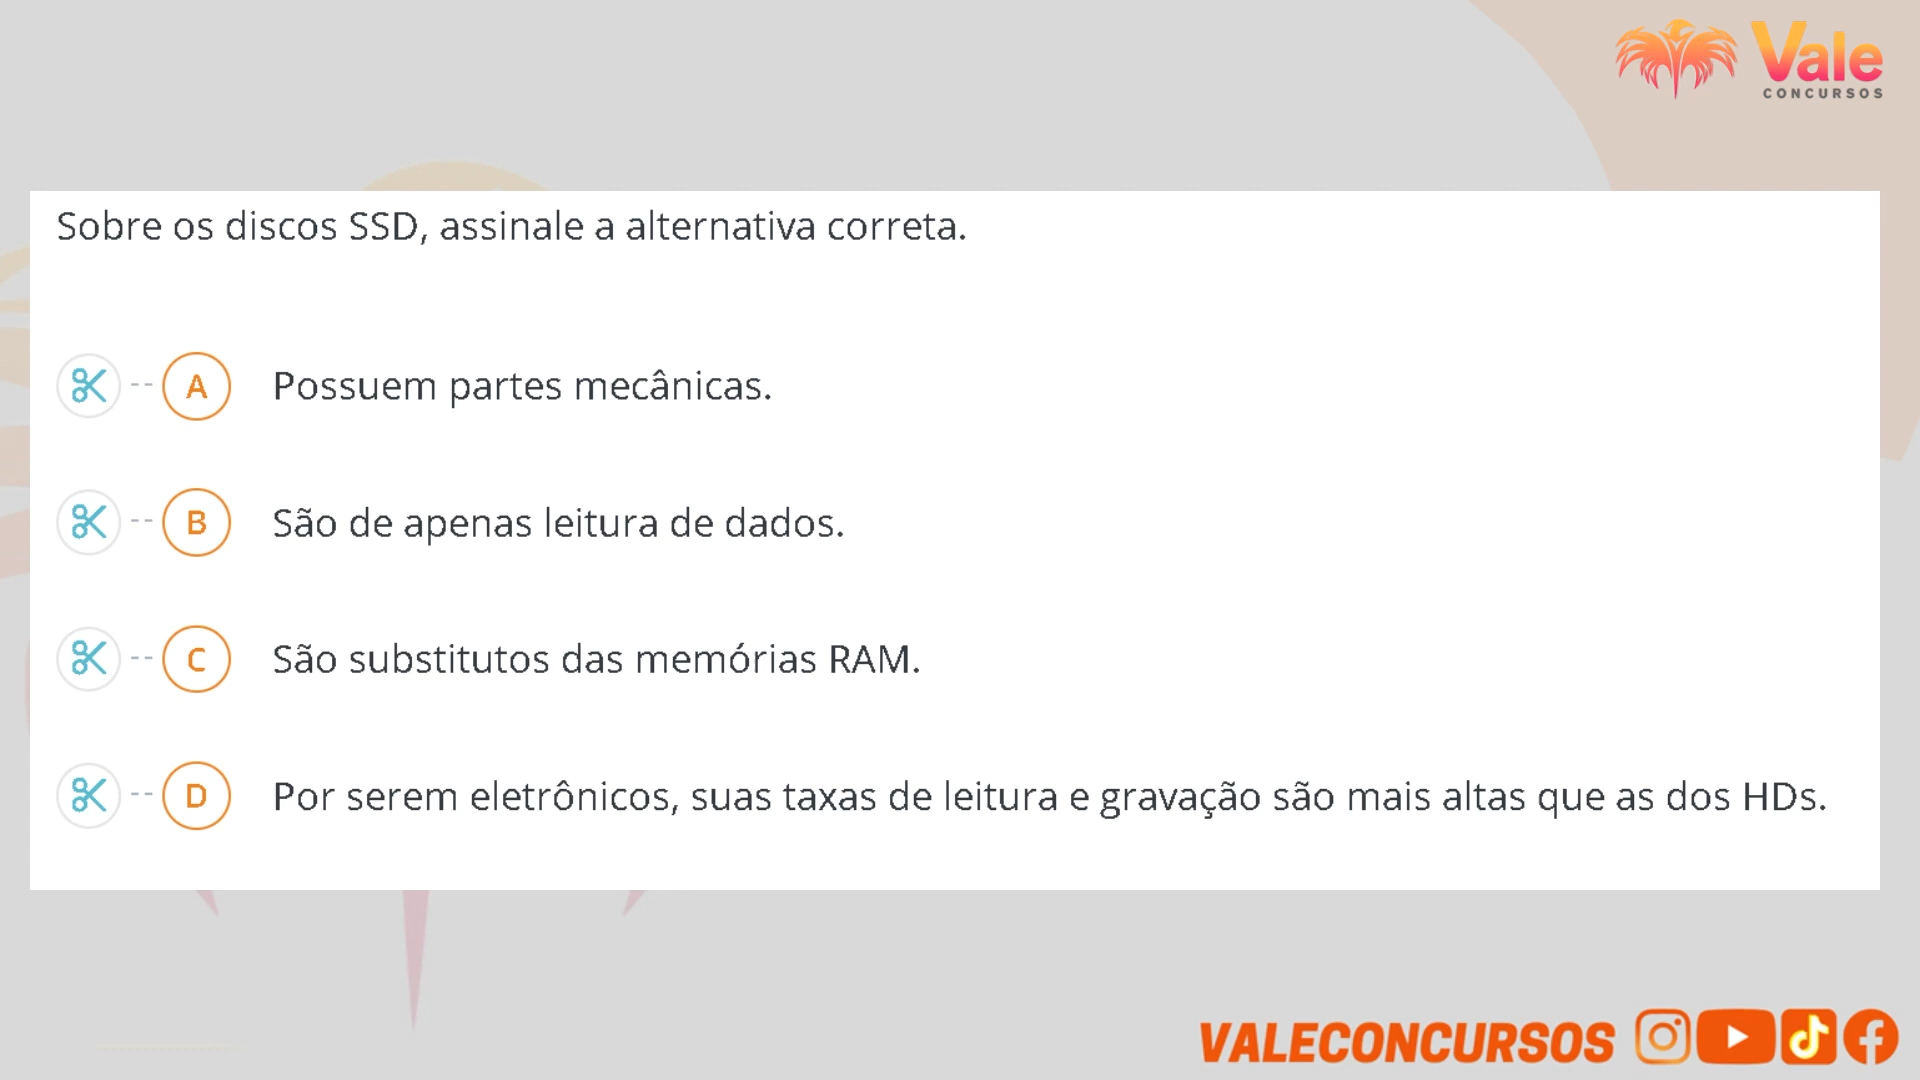 Vale
CONCURSOS
Sobre os discos SSD, assinale a alternativa correta.
A Possuem partes mecânicas.
B São de apenas leitura de dados.
C São substitutos das memórias RAM.
D Por serem eletrônicos, suas taxas de leitura e gravação são mais altas que as dos HDs.
VALECONCURSOS